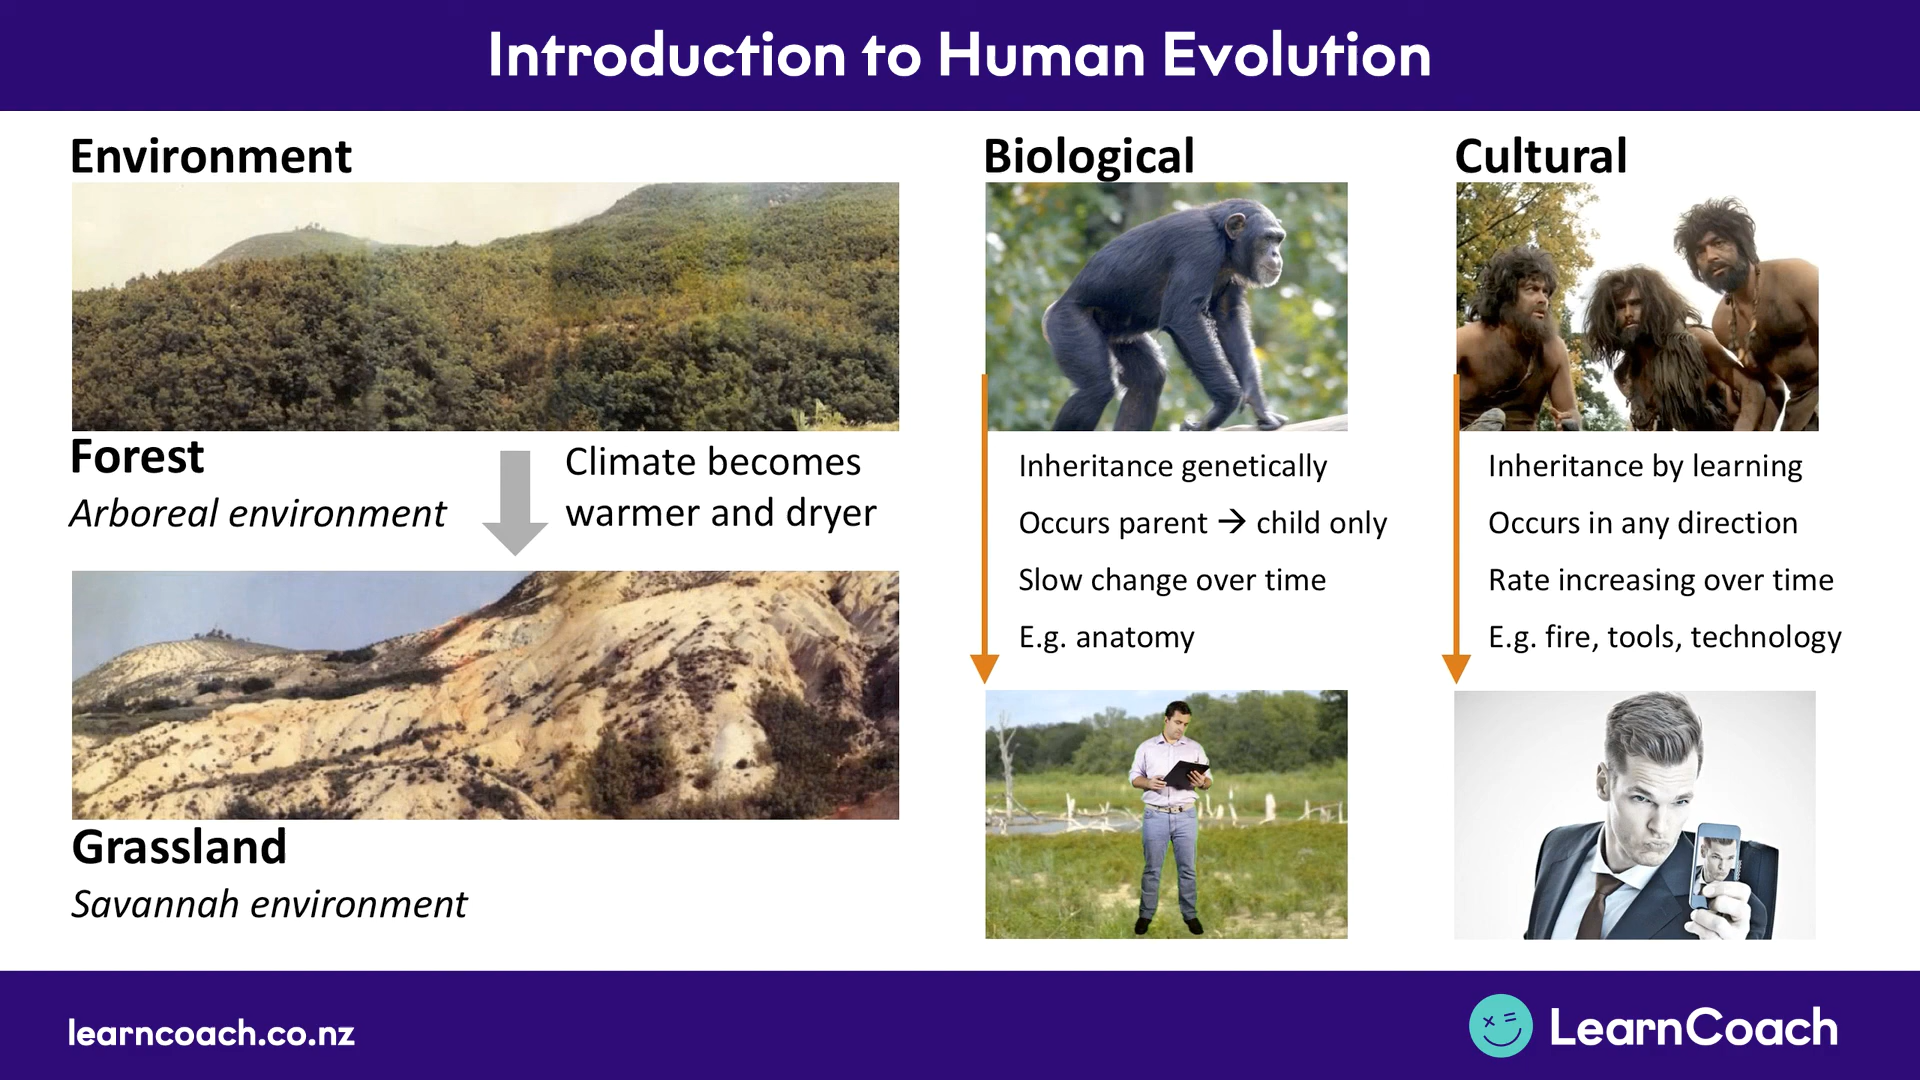 Introduction to Human Evolution
Environment
Forest
Arboreal environment
Climate becomes
warmer and dryer
Grassland
Savannah environment
Biological
Inheritance genetically
Occurs parent → child only
Slow change over time
E.g. anatomy
Cultural
Inheritance by learning
Occurs in any direction
Rate increasing over time
E.g. fire, tools, technology
learncoach.co.nz
LearnCoach